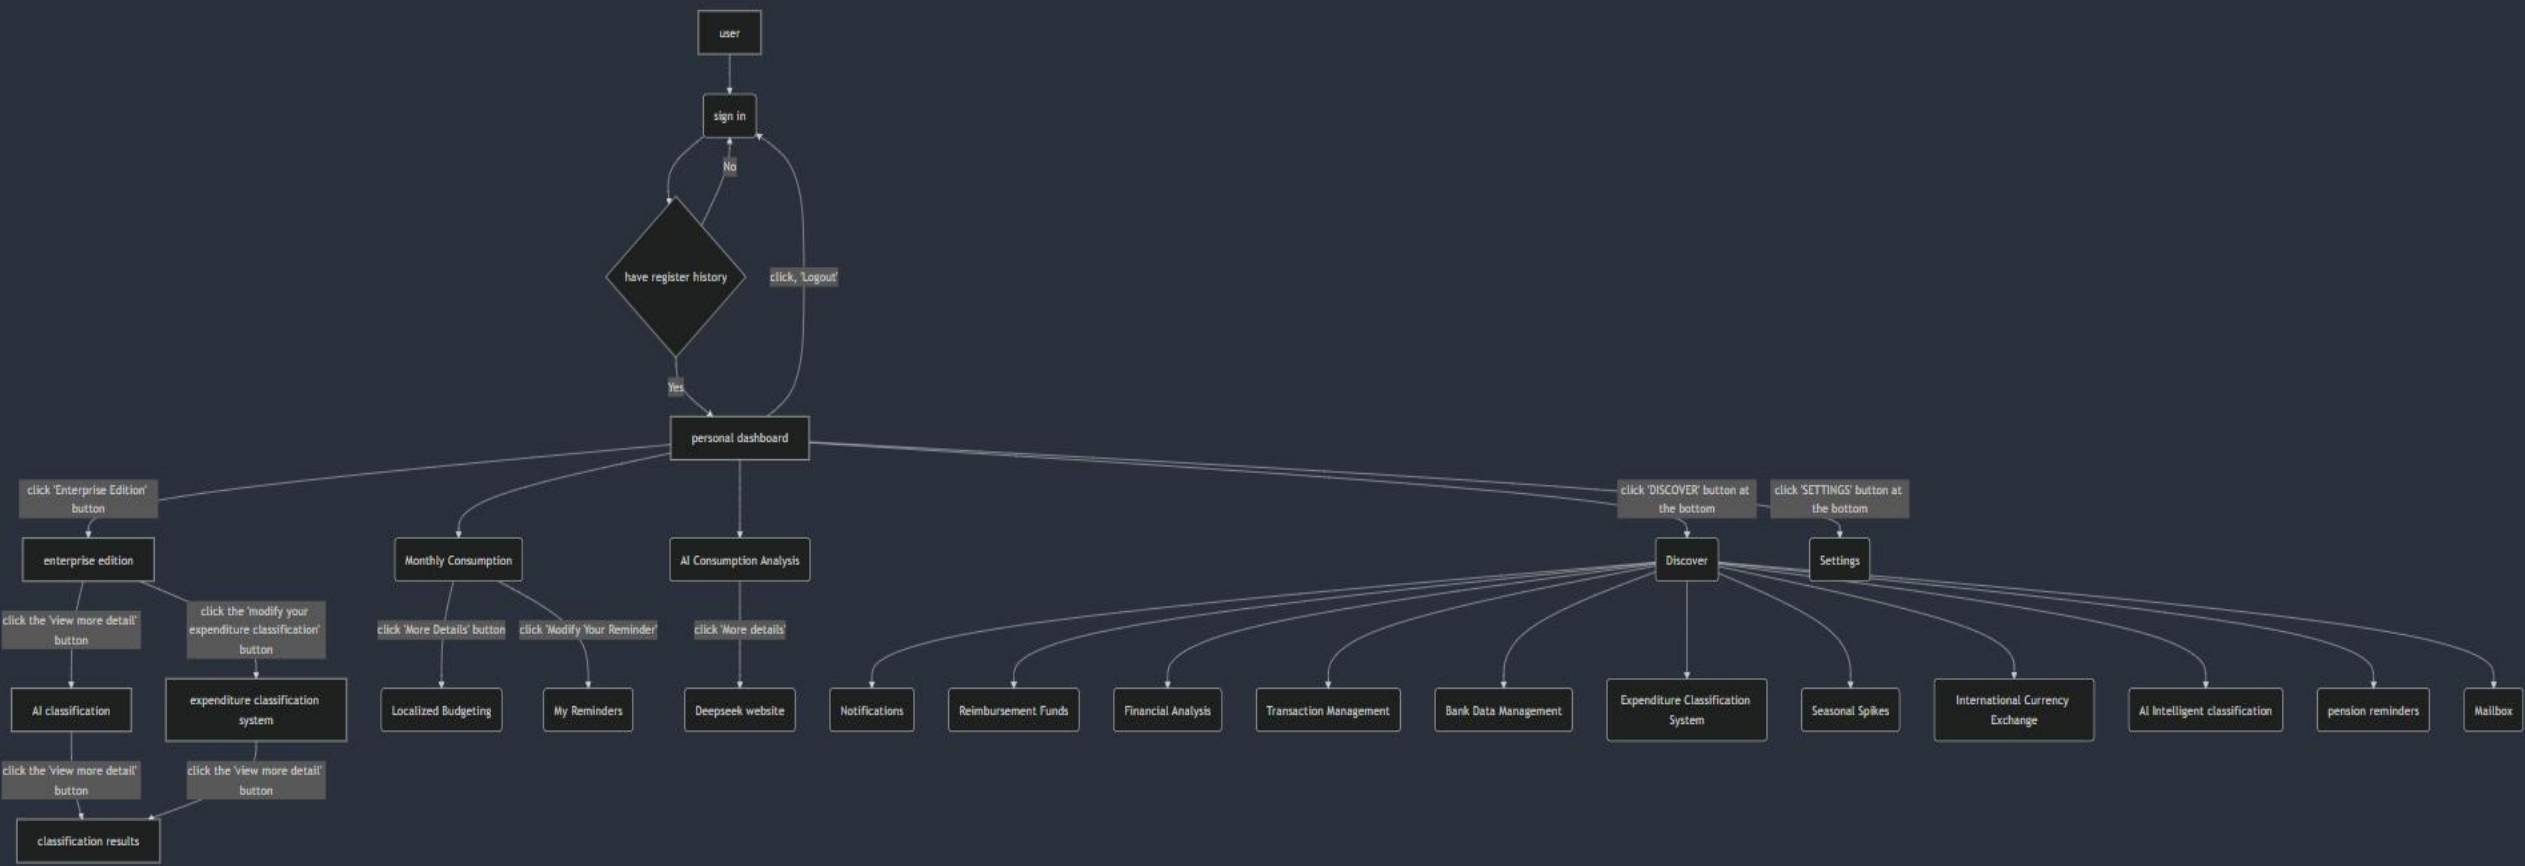 user
sign in
No
have register history
click, 'Logout'
Yes
personal dashboard
click 'Enterprise Edition'
button
click 'DISCOVER' button at
the bottom
click 'SETTINGS' button at
the bottom
enterprise edition
Monthly Consumption
AI Consumption Analysis
Discover
Settings
click the 'view more detail'
button
click the 'modify your
expenditure classification'
button
click 'More Details' button
click 'Modify Your Reminder'
click 'More details'
AI classification
expenditure classification
system
Localized Budgeting
My Reminders
Deepseek website
Notifications
Reimbursement Funds
Financial Analysis
Transaction Management
Bank Data Management
Expenditure Classification
System
Seasonal Spikes
International Currency
Exchange
AI Intelligent classification
pension reminders
Mailbox
click the 'view more detail'
button
click the 'view more detail'
button
classification results